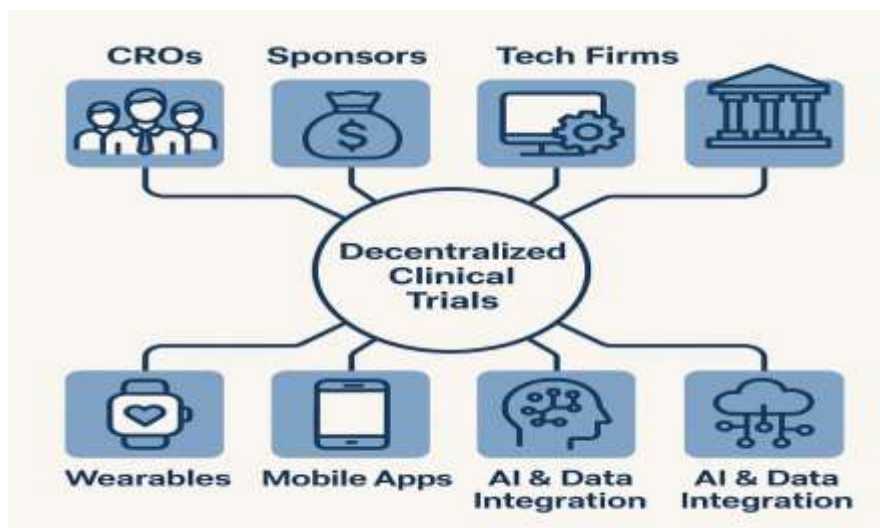 CROs
Sponsors
Tech Firms
$
Decentralized
Clinical
Trials
Wearables
Mobile Apps
AI & Data
Integration
AI & Data
Integration